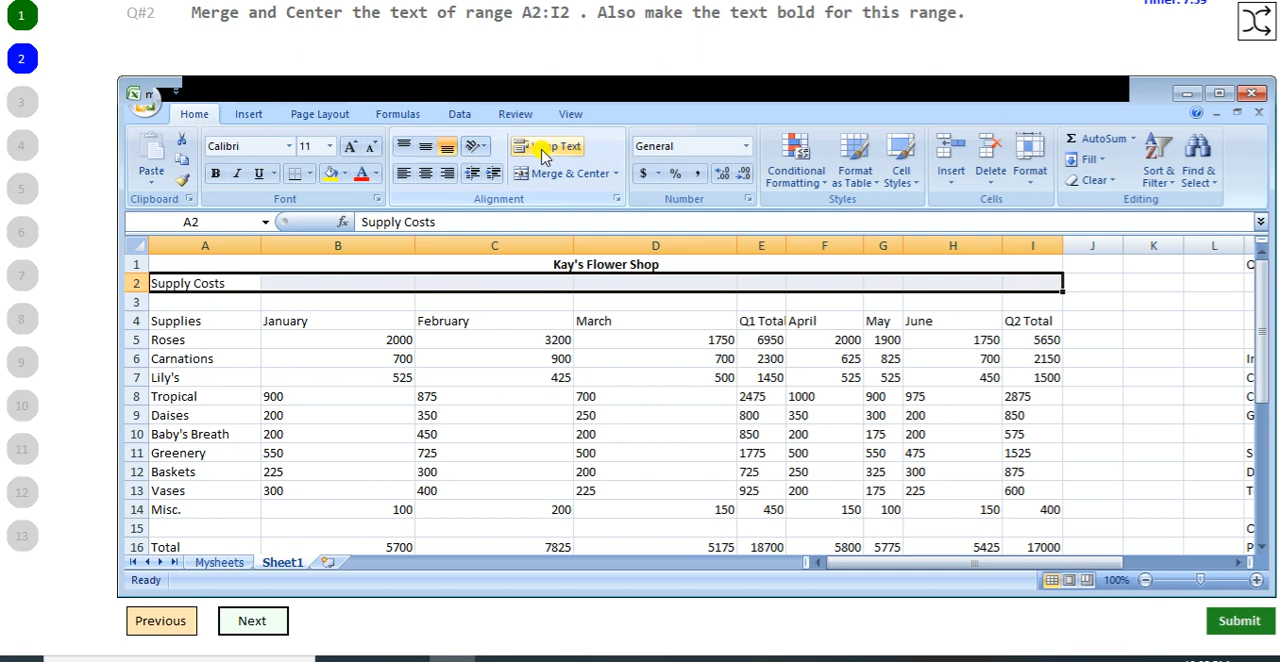 Q#2 Merge and Center the text of range A2:I2 . Also make the text bold for this range.
1
2
3
4
5
6
7
8
9
10
11
12
13
Home Insert Page Layout Formulas Data Review View
Paste
Calibri 11 A A
B I U A
Text
Merge & Center
General
$ % ,
Conditional Formatting
Format as Table
Cell Styles
Insert Delete Format
Σ AutoSum
Fill
Clear
Sort & Filter
Find & Select
Clipboard Font Alignment Number Styles Cells Editing
A2 fx Supply Costs
A B C D E F G H I J K L
1 Kay's Flower Shop
2 Supply Costs
3
4 Supplies January February March Q1 Total April May June Q2 Total
5 Roses 2000 3200 1750 6950 2000 1900 1750 5650
6 Carnations 700 900 700 2300 625 825 700 2150
7 Lily's 525 425 500 1450 525 525 450 1500
8 Tropical 900 875 700 2475 1000 900 975 2875
9 Daises 200 350 250 800 350 300 200 850
10 Baby's Breath 200 450 200 850 200 175 200 575
11 Greenery 550 725 500 1775 500 550 475 1525
12 Baskets 225 300 200 725 250 325 300 875
13 Vases 300 400 225 925 200 175 225 600
14 Misc. 100 200 150 450 150 100 150 400
15
16 Total 5700 7825 5175 18700 5800 5775 5425 17000
Mysheets Sheet1
Ready 100%
Previous Next Submit